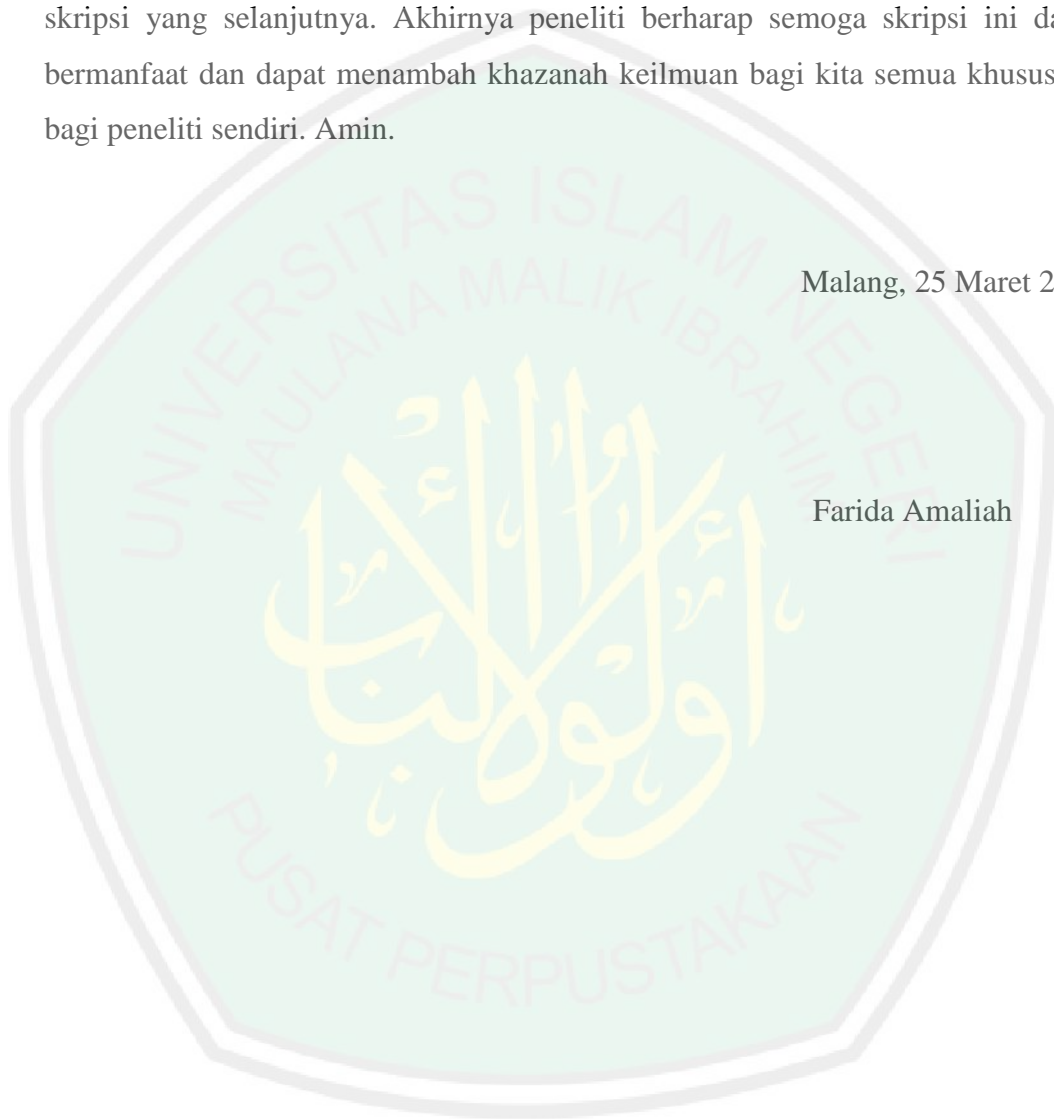 skripsi yang selanjutnya. Akhirnya peneliti berharap semoga skripsi ini da
bermanfaat dan dapat menambah khazanah keilmuan bagi kita semua khusus
bagi peneliti sendiri. Amin.
Malang, 25 Maret 2
Farida Amaliah
UNIVERSITAS ISLAM NEGERI
MAULANA MALIK IBRAHIM
أولوا الألباب
PUSAT PERPUSTAKAAN